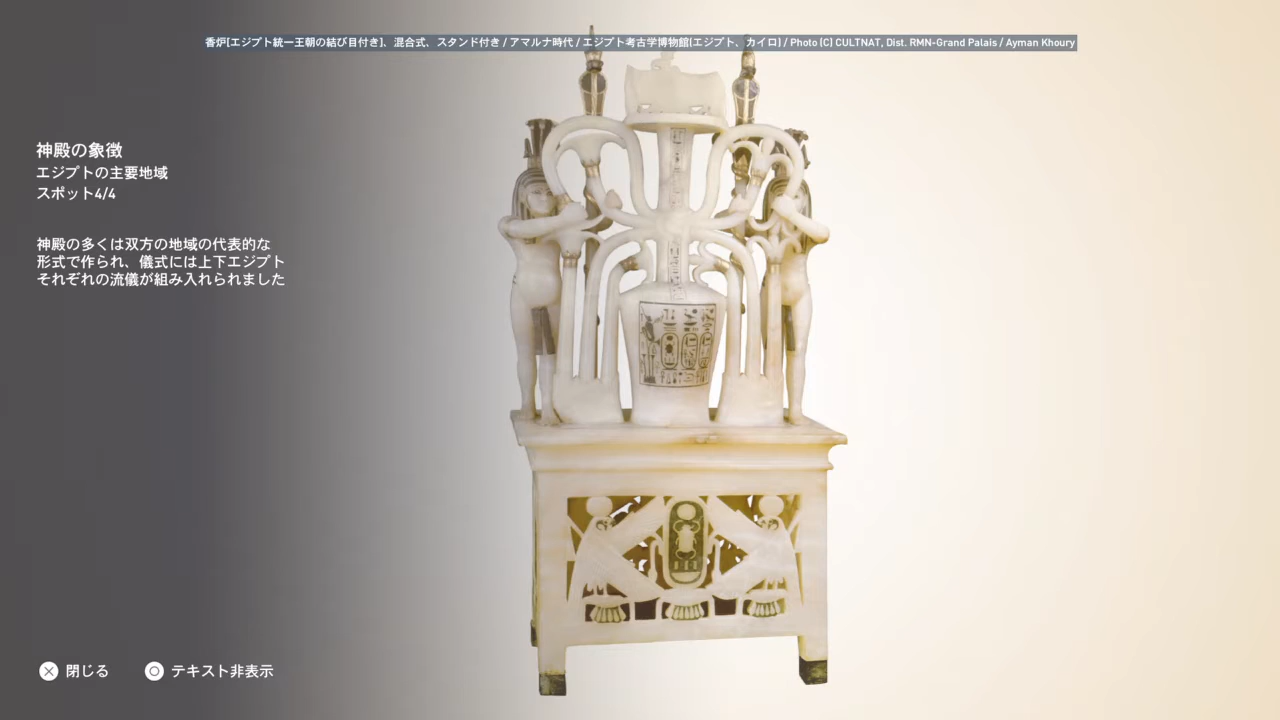 香炉[エジプト統一王朝の結び目付き]、混合式、スタンド付き / アマルナ時代 / エジプト考古学博物館(エジプト、カイロ) / Photo (C) CULTNAT, Dist. RMN-Grand Palais / Ayman Khoury
神殿の象徴
エジプトの主要地域
スポット4/4
神殿の多くは双方の地域の代表的な
形式で作られ、儀式には上下エジプト
それぞれの流儀が組み入れられました
閉じる
テキスト非表示